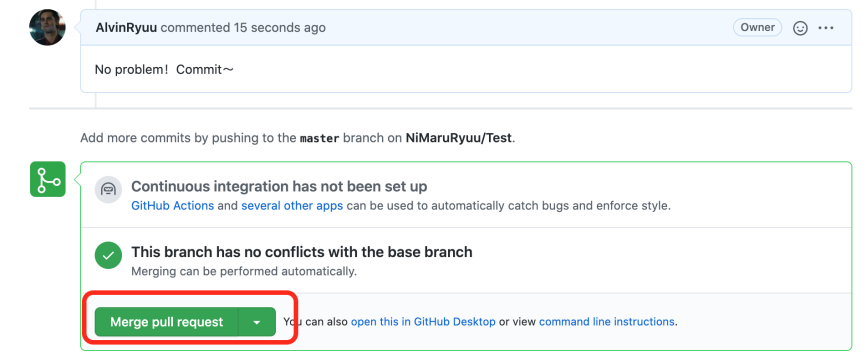 AlvinRyuu commented 15 seconds ago Owner
No problem！Commit～
Add more commits by pushing to the master branch on NiMaruRyuu/Test.
Continuous integration has not been set up
GitHub Actions and several other apps can be used to automatically catch bugs and enforce style.
This branch has no conflicts with the base branch
Merging can be performed automatically.
Merge pull request You can also open this in GitHub Desktop or view command line instructions.